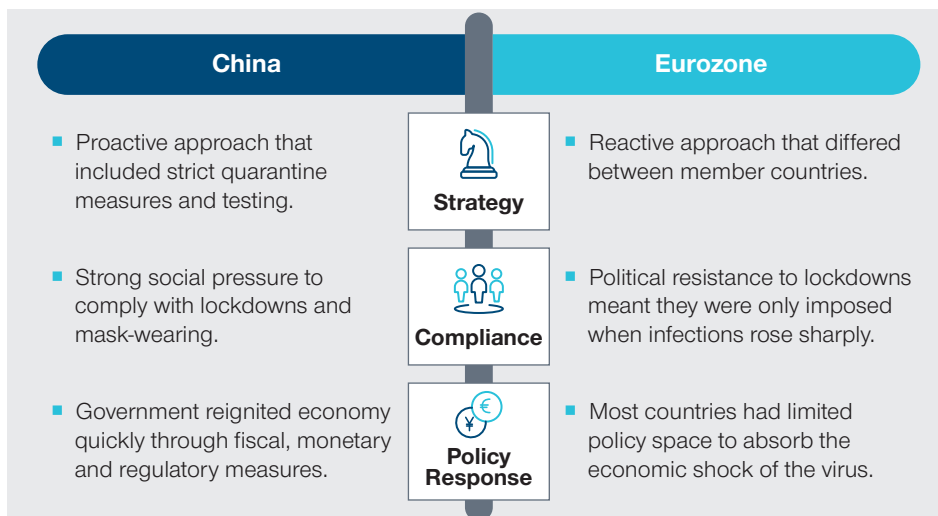 China
Eurozone
Proactive approach that
included strict quarantine
measures and testing.
Strategy
Reactive approach that differed
between member countries.
Strong social pressure to
comply with lockdowns and
mask-wearing.
Compliance
Political resistance to lockdowns
meant they were only imposed
when infections rose sharply.
Government reignited economy
quickly through fiscal, monetary
and regulatory measures.
¥ €
Policy
Response
Most countries had limited
policy space to absorb the
economic shock of the virus.